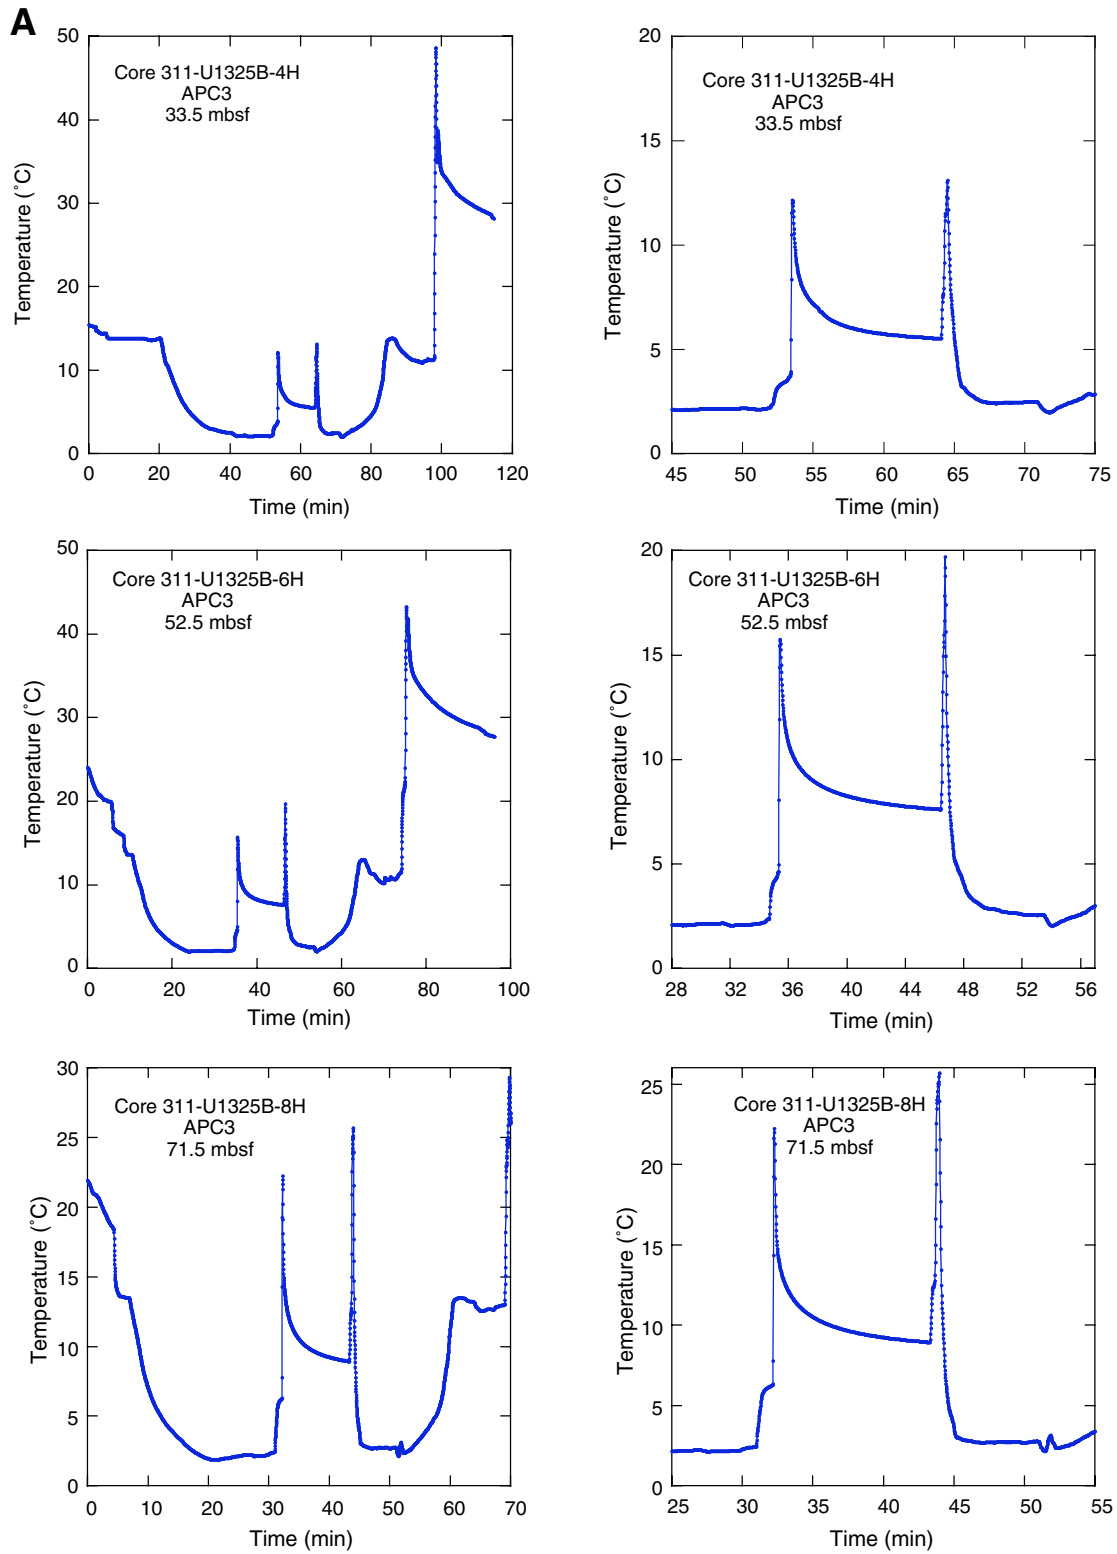 A
50
40
30
20
10
0
Temperature (˚C)
Core 311-U1325B-4H
APC3
33.5 mbsf
0 20 40 60 80 100 120
Time (min)
20
15
10
5
0
Temperature (˚C)
Core 311-U1325B-4H
APC3
33.5 mbsf
45 50 55 60 65 70 75
Time (min)
50
40
30
20
10
0
Temperature (˚C)
Core 311-U1325B-6H
APC3
52.5 mbsf
0 20 40 60 80 100
Time (min)
20
15
10
5
0
Temperature (˚C)
Core 311-U1325B-6H
APC3
52.5 mbsf
28 32 36 40 44 48 52 56
Time (min)
30
25
20
15
10
5
0
Temperature (˚C)
Core 311-U1325B-8H
APC3
71.5 mbsf
0 10 20 30 40 50 60 70
Time (min)
25
20
15
10
5
0
Temperature (˚C)
Core 311-U1325B-8H
APC3
71.5 mbsf
25 30 35 40 45 50 55
Time (min)